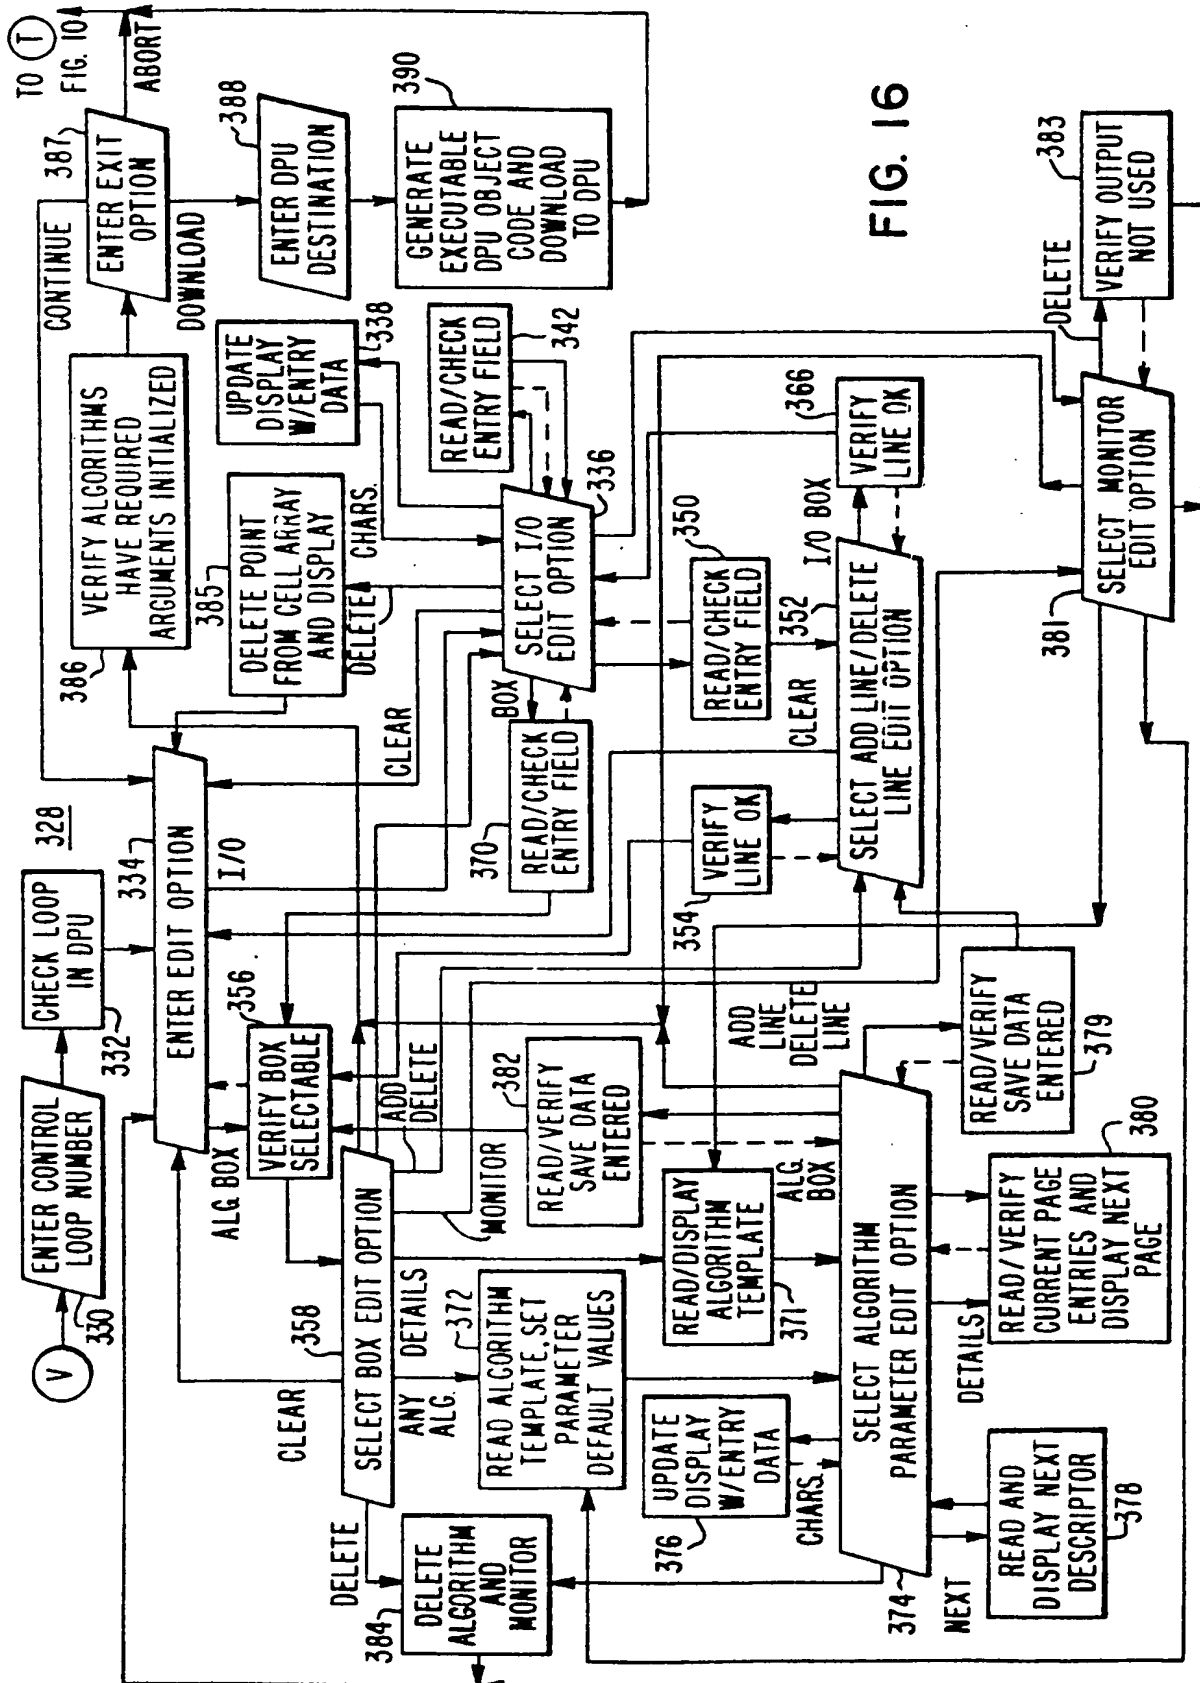 TO T
FIG. 10
ABORT
387
ENTER EXIT
OPTION
CONTINUE
DOWNLOAD
388
ENTER DPU
DESTINATION
390
GENERATE
EXECUTABLE
DPU OBJECT
CODE AND
DOWNLOAD
TO DPU
FIG. 16
386
VERIFY ALGORITHMS
HAVE REQUIRED
ARGUMENTS INITIALIZED
338
UPDATE
DISPLAY
W/ENTRY
DATA
342
READ/CHECK
ENTRY FIELD
385
DELETE POINT
FROM CELL ARRAY
AND DISPLAY
DELETE
CHARS.
336
SELECT I/O
EDIT OPTION
BOX
CLEAR
370
READ/CHECK
ENTRY FIELD
350
READ/CHECK
ENTRY FIELD
366
VERIFY
LINE OK
I/O BOX
352
SELECT ADD LINE/DELETE
LINE EDIT OPTION
CLEAR
354
VERIFY
LINE OK
383
VERIFY OUTPUT
NOT USED
DELETE
381
SELECT MONITOR
EDIT OPTION
328
V
330
ENTER CONTROL
LOOP NUMBER
332
CHECK LOOP
IN DPU
334
ENTER EDIT OPTION
I/O
ALG BOX
356
VERIFY BOX
SELECTABLE
ADD
DELETE
MONITOR
358
SELECT BOX EDIT OPTION
CLEAR
DELETE
ANY
ALG.
DETAILS
372
READ ALGORITHM
TEMPLATE, SET
PARAMETER
DEFAULT VALUES
371
READ/DISPLAY
ALGORITHM
TEMPLATE
382
READ/VERIFY
SAVE DATA
ENTERED
ALG.
BOX
ADD
LINE
DELETE
LINE
384
DELETE
ALGORITHM
AND
MONITOR
376
UPDATE
DISPLAY
W/ENTRY
DATA
CHARS.
374
SELECT ALGORITHM
PARAMETER EDIT OPTION
NEXT
378
READ AND
DISPLAY NEXT
DESCRIPTOR
DETAILS
380
READ/VERIFY
CURRENT PAGE
ENTRIES AND
DISPLAY NEXT
PAGE
379
READ/VERIFY
SAVE DATA
ENTERED